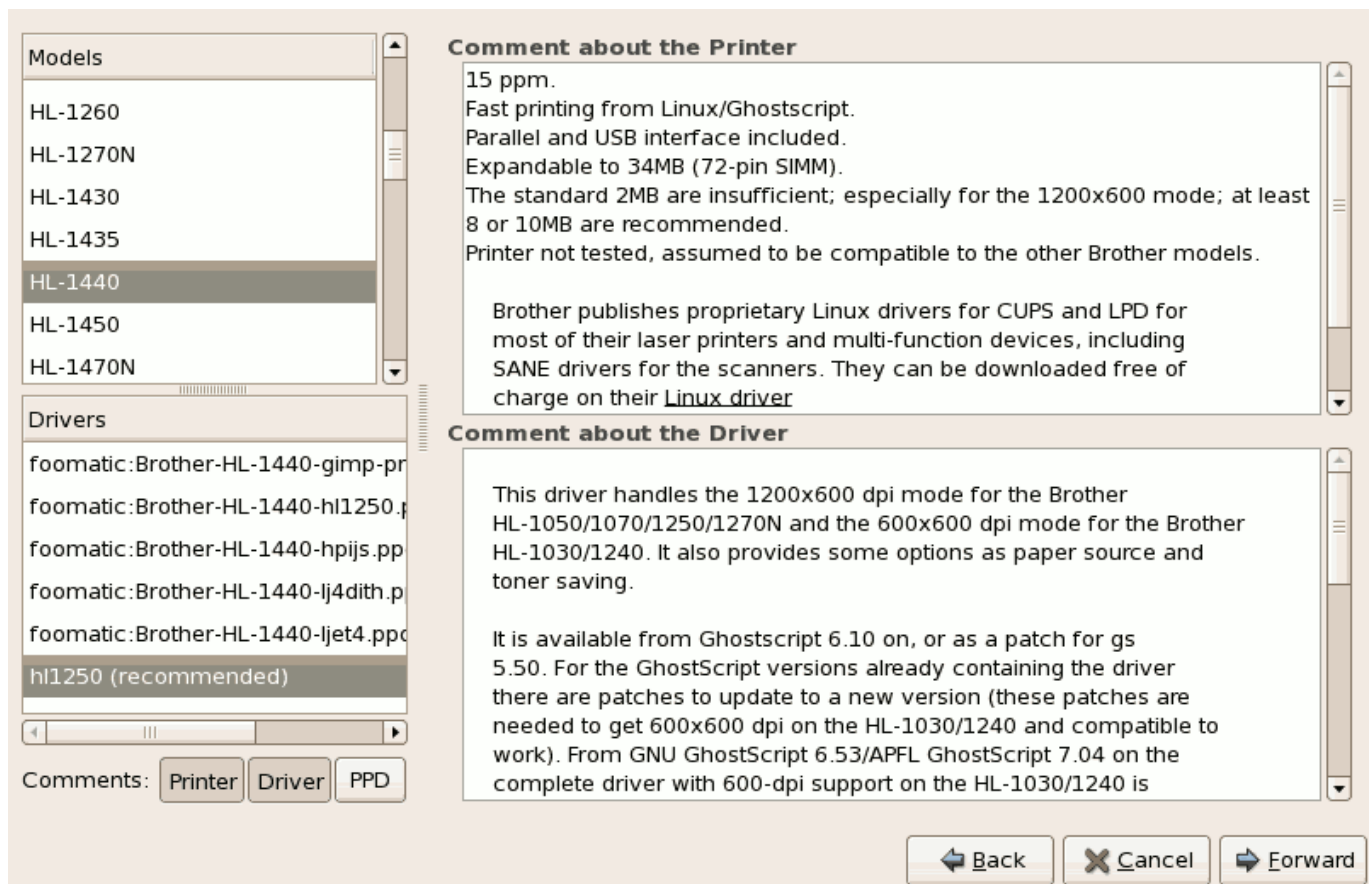 Models
HL-1260
HL-1270N
HL-1430
HL-1435
HL-1440
HL-1450
HL-1470N
Drivers
foomatic:Brother-HL-1440-gimp-pr
foomatic:Brother-HL-1440-hl1250.p
foomatic:Brother-HL-1440-hpijs.pp
foomatic:Brother-HL-1440-lj4dith.p
foomatic:Brother-HL-1440-ljet4.ppd
hl1250 (recommended)
Comments: Printer Driver PPD
Comment about the Printer
15 ppm.
Fast printing from Linux/Ghostscript.
Parallel and USB interface included.
Expandable to 34MB (72-pin SIMM).
The standard 2MB are insufficient; especially for the 1200x600 mode; at least
8 or 10MB are recommended.
Printer not tested, assumed to be compatible to the other Brother models.
Brother publishes proprietary Linux drivers for CUPS and LPD for
most of their laser printers and multi-function devices, including
SANE drivers for the scanners. They can be downloaded free of
charge on their Linux driver
Comment about the Driver
This driver handles the 1200x600 dpi mode for the Brother
HL-1050/1070/1250/1270N and the 600x600 dpi mode for the Brother
HL-1030/1240. It also provides some options as paper source and
toner saving.
It is available from Ghostscript 6.10 on, or as a patch for gs
5.50. For the GhostScript versions already containing the driver
there are patches to update to a new version (these patches are
needed to get 600x600 dpi on the HL-1030/1240 and compatible to
work). From GNU GhostScript 6.53/APFL GhostScript 7.04 on the
complete driver with 600-dpi support on the HL-1030/1240 is
Back Cancel Forward